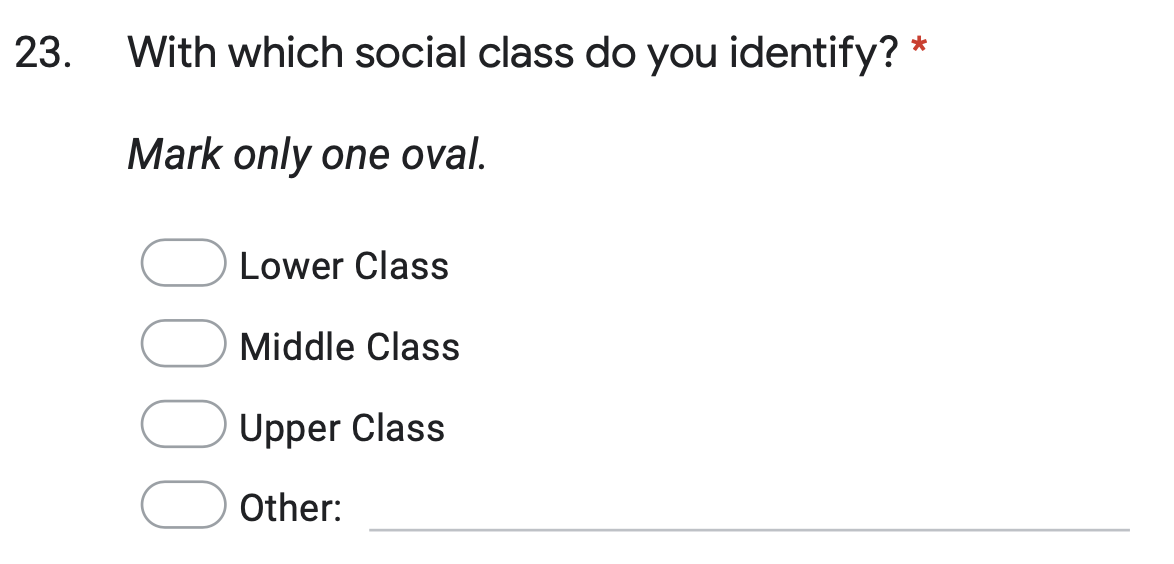 23. With which social class do you identify? *
Mark only one oval.
Lower Class
Middle Class
Upper Class
Other: